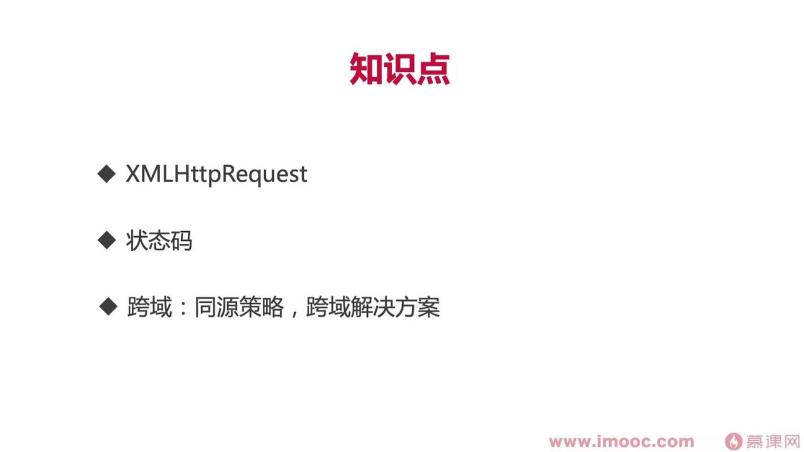 知识点
◆ XMLHttpRequest
◆ 状态码
◆ 跨域：同源策略，跨域解决方案
www.imooc.com 慕课网